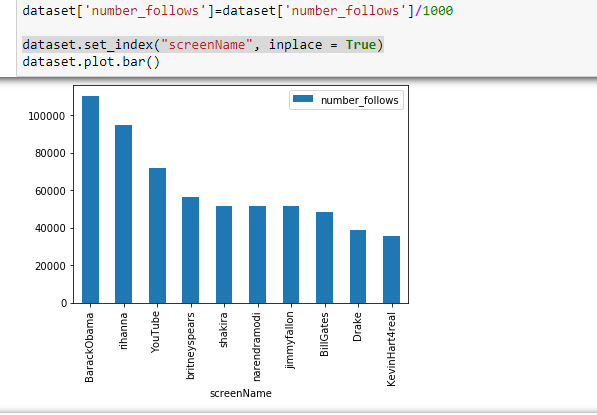 dataset['number_follows']=dataset['number_follows']/1000
dataset.set_index("screenName", inplace = True)
dataset.plot.bar()
number_follows
100000
80000
60000
40000
20000
0
BarackObama
rihanna
YouTube
britneyspears
shakira
narendramodi
jimmyfallon
BillGates
Drake
KevinHart4real
screenName